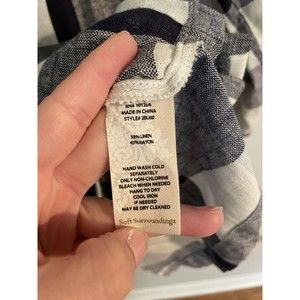 MADE IN CHINA
55% LINEN
45% RAYON
HAND WASH COLD
SEPARATELY
ONLY NON-CHLORINE
BLEACH WHEN NEEDED
HANG TO DRY
COOL IRON
IF NEEDED
MAY BE DRY CLEANED
Soft Surroundings